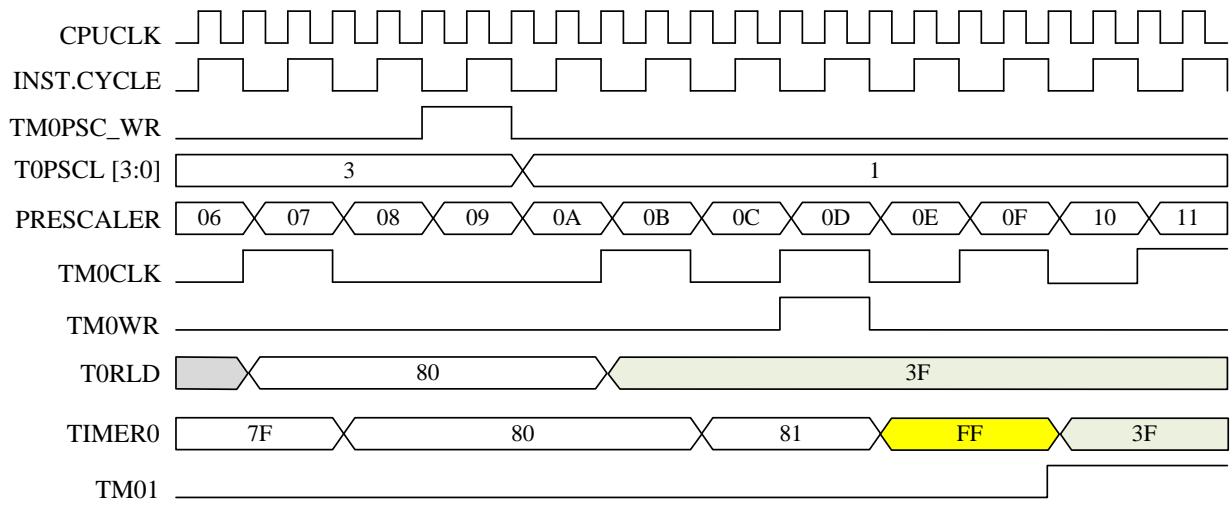 CPUCLK
INST.CYCLE
TM0PSC_WR
T0PSCL [3:0] 3 1
PRESCALER 06 07 08 09 0A 0B 0C 0D 0E 0F 10 11
TM0CLK
TM0WR
T0RLD 80 3F
TIMER0 7F 80 81 FF 3F
TM01